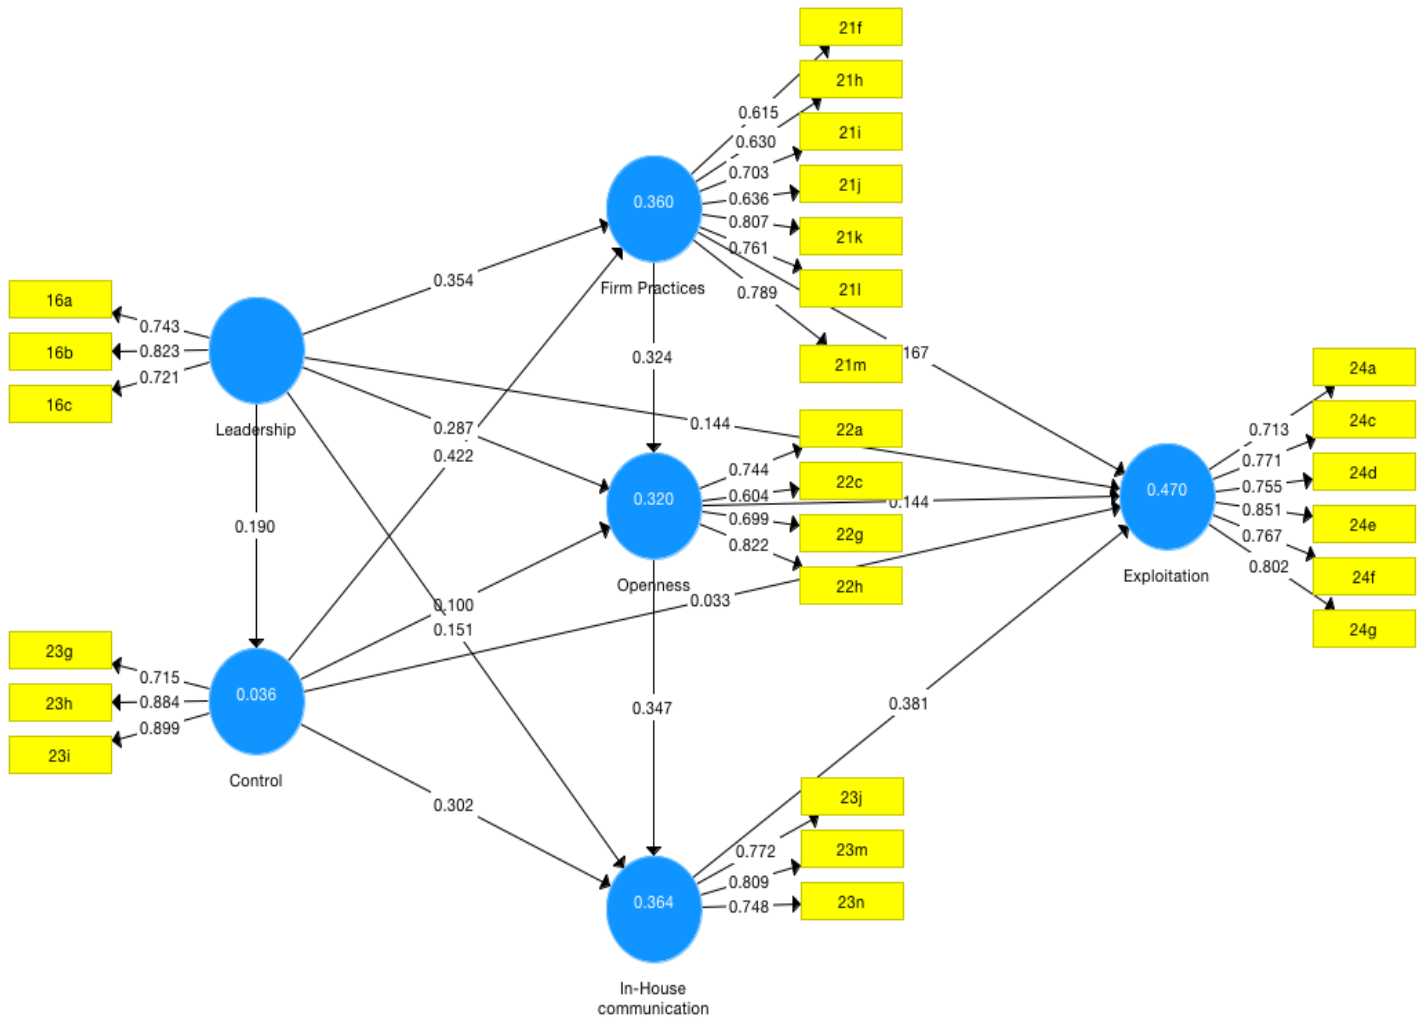 21f
21h
0.615
21i
0.630
0.703
21j
0.636
0.360
0.807
21k
0.761
21l
Firm Practices
0.789
0.354
16a
0.743
16b
0.823
0.721
16c
0.324
167
21m
24a
Leadership
0.287
0.422
0.144
22a
0.713
24c
0.771
0.744
22c
24d
0.755
0.320
0.604
0.144
0.470
0.851
24e
0.699
22g
0.767
0.822
0.802
24f
Openness
22h
Exploitation
0.190
0.100
0.033
0.151
24g
23g
0.715
23h
0.884
0.036
0.899
23i
Control
0.347
0.381
0.302
23j
0.772
23m
0.809
0.364
0.748
23n
In-House
communication